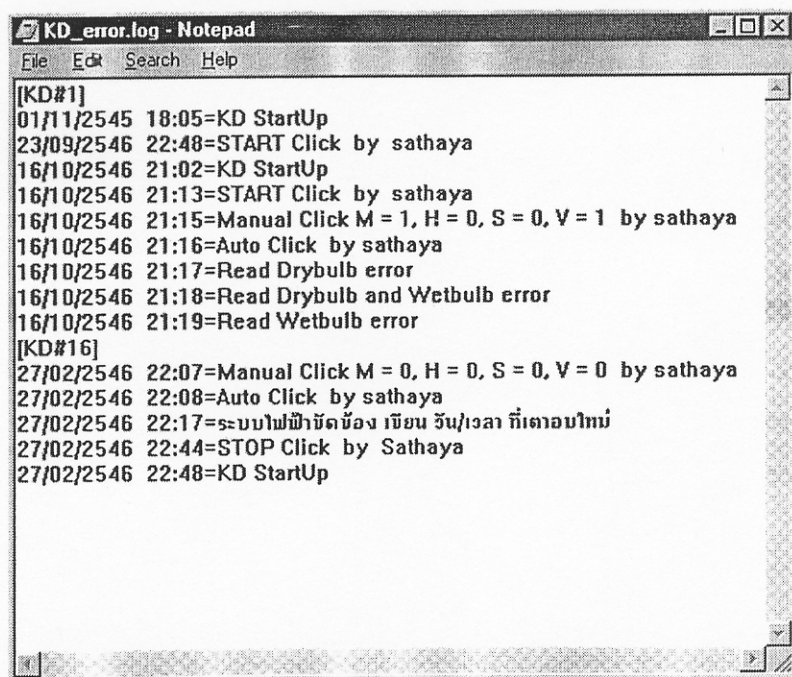 KD_error.log - Notepad
File Edit Search Help
[KD#1]
01/11/2545 18:05=KD StartUp
23/09/2546 22:48=START Click by sathaya
16/10/2546 21:02=KD StartUp
16/10/2546 21:13=START Click by sathaya
16/10/2546 21:15=Manual Click M = 1, H = 0, S = 0, V = 1 by sathaya
16/10/2546 21:16=Auto Click by sathaya
16/10/2546 21:17=Read Drybulb error
16/10/2546 21:18=Read Drybulb and Wetbulb error
16/10/2546 21:19=Read Wetbulb error
[KD#16]
27/02/2546 22:07=Manual Click M = 0, H = 0, S = 0, V = 0 by sathaya
27/02/2546 22:08=Auto Click by sathaya
27/02/2546 22:17=ระบบไฟฟ้าขัดข้อง เขียน วัน/เวลา ที่เตาอบใหม่
27/02/2546 22:44=STOP Click by Sathaya
27/02/2546 22:48=KD StartUp